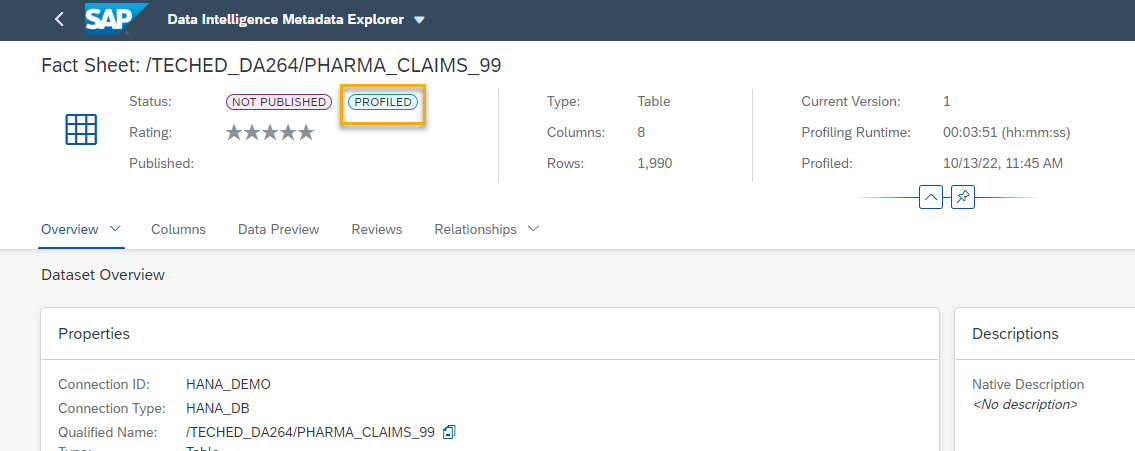 SAP Data Intelligence Metadata Explorer
Fact Sheet: /TECHED_DA264/PHARMA_CLAIMS_99
Status: NOT PUBLISHED PROFILED
Rating:
Published:
Type: Table
Columns: 8
Rows: 1,990
Current Version: 1
Profiling Runtime: 00:03:51 (hh:mm:ss)
Profiled: 10/13/22, 11:45 AM
Overview Columns Data Preview Reviews Relationships
Dataset Overview
Properties
Connection ID: HANA_DEMO
Connection Type: HANA_DB
Qualified Name: /TECHED_DA264/PHARMA_CLAIMS_99
Type: Table
Descriptions
Native Description
<No description>